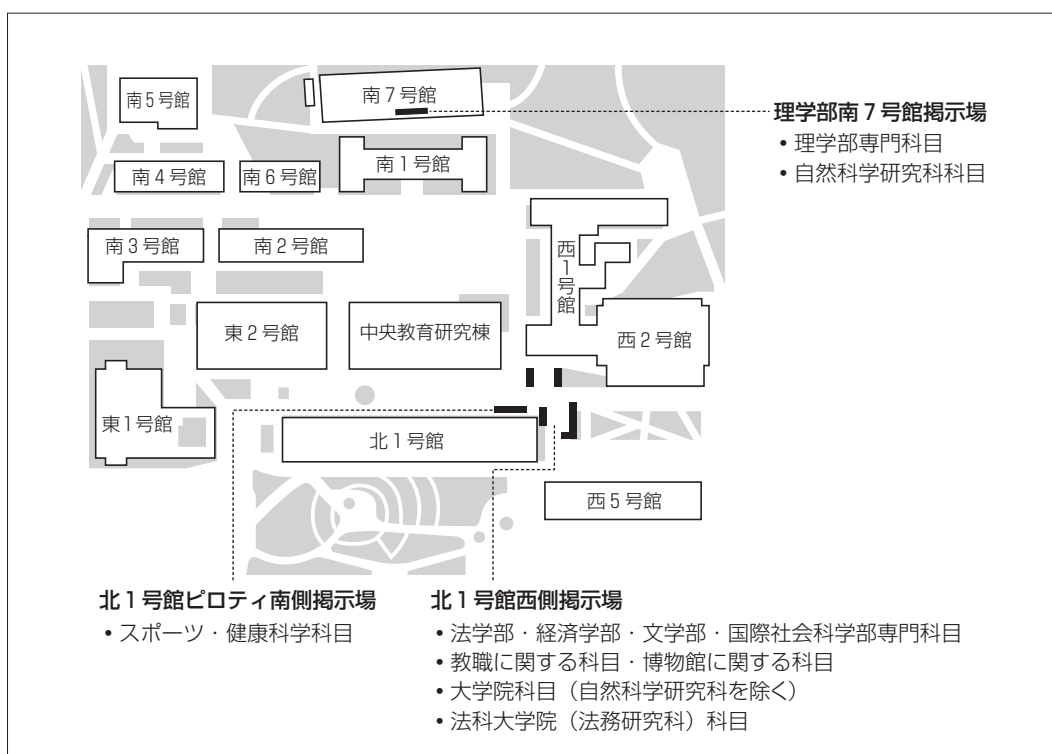 南5号館
南7号館
理学部南7号館掲示場
• 理学部専門科目
• 自然科学研究科科目
南4号館
南6号館
南1号館
南3号館
南2号館
西1号館
東2号館
中央教育研究棟
西2号館
東1号館
北1号館
西5号館
北1号館ピロティ南側掲示場
• スポーツ・健康科学科目
北1号館西側掲示場
• 法学部・経済学部・文学部・国際社会科学部専門科目
• 教職に関する科目・博物館に関する科目
• 大学院科目（自然科学研究科を除く）
• 法科大学院（法務研究科）科目